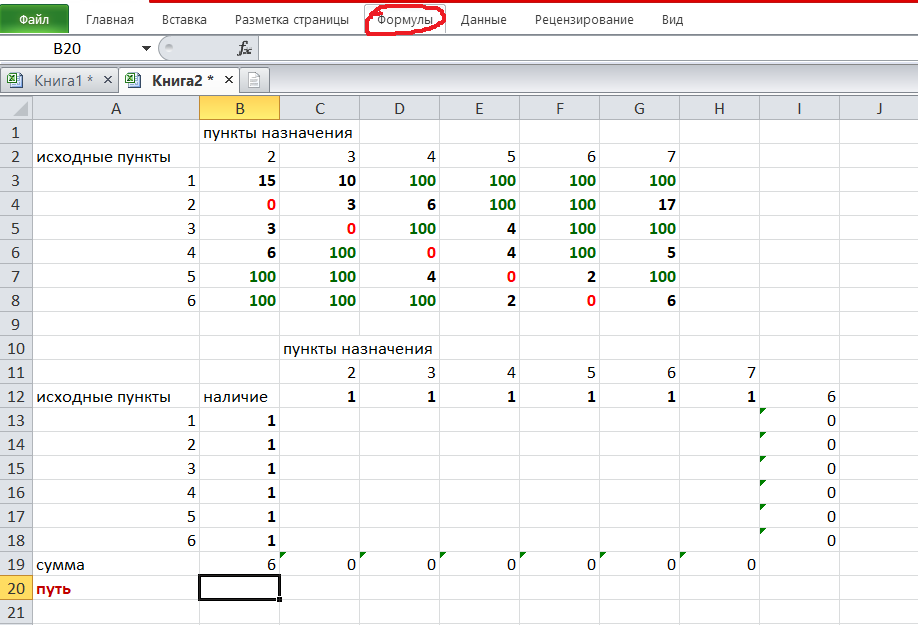 Файл Главная Вставка Разметка страницы Формулы Данные Рецензирование Вид
B20 fx
Книга1 * Книга2 *
A B C D E F G H I J
1 пункты назначения
2 исходные пункты 2 3 4 5 6 7
3 1 15 10 100 100 100 100
4 2 0 3 6 100 100 17
5 3 3 0 100 4 100 100
6 4 6 100 0 4 100 5
7 5 100 100 4 0 2 100
8 6 100 100 100 2 0 6
9
10 пункты назначения
11 2 3 4 5 6 7
12 исходные пункты наличие 1 1 1 1 1 1 6
13 1 1 0
14 2 1 0
15 3 1 0
16 4 1 0
17 5 1 0
18 6 1 0
19 сумма 6 0 0 0 0 0 0
20 путь
21